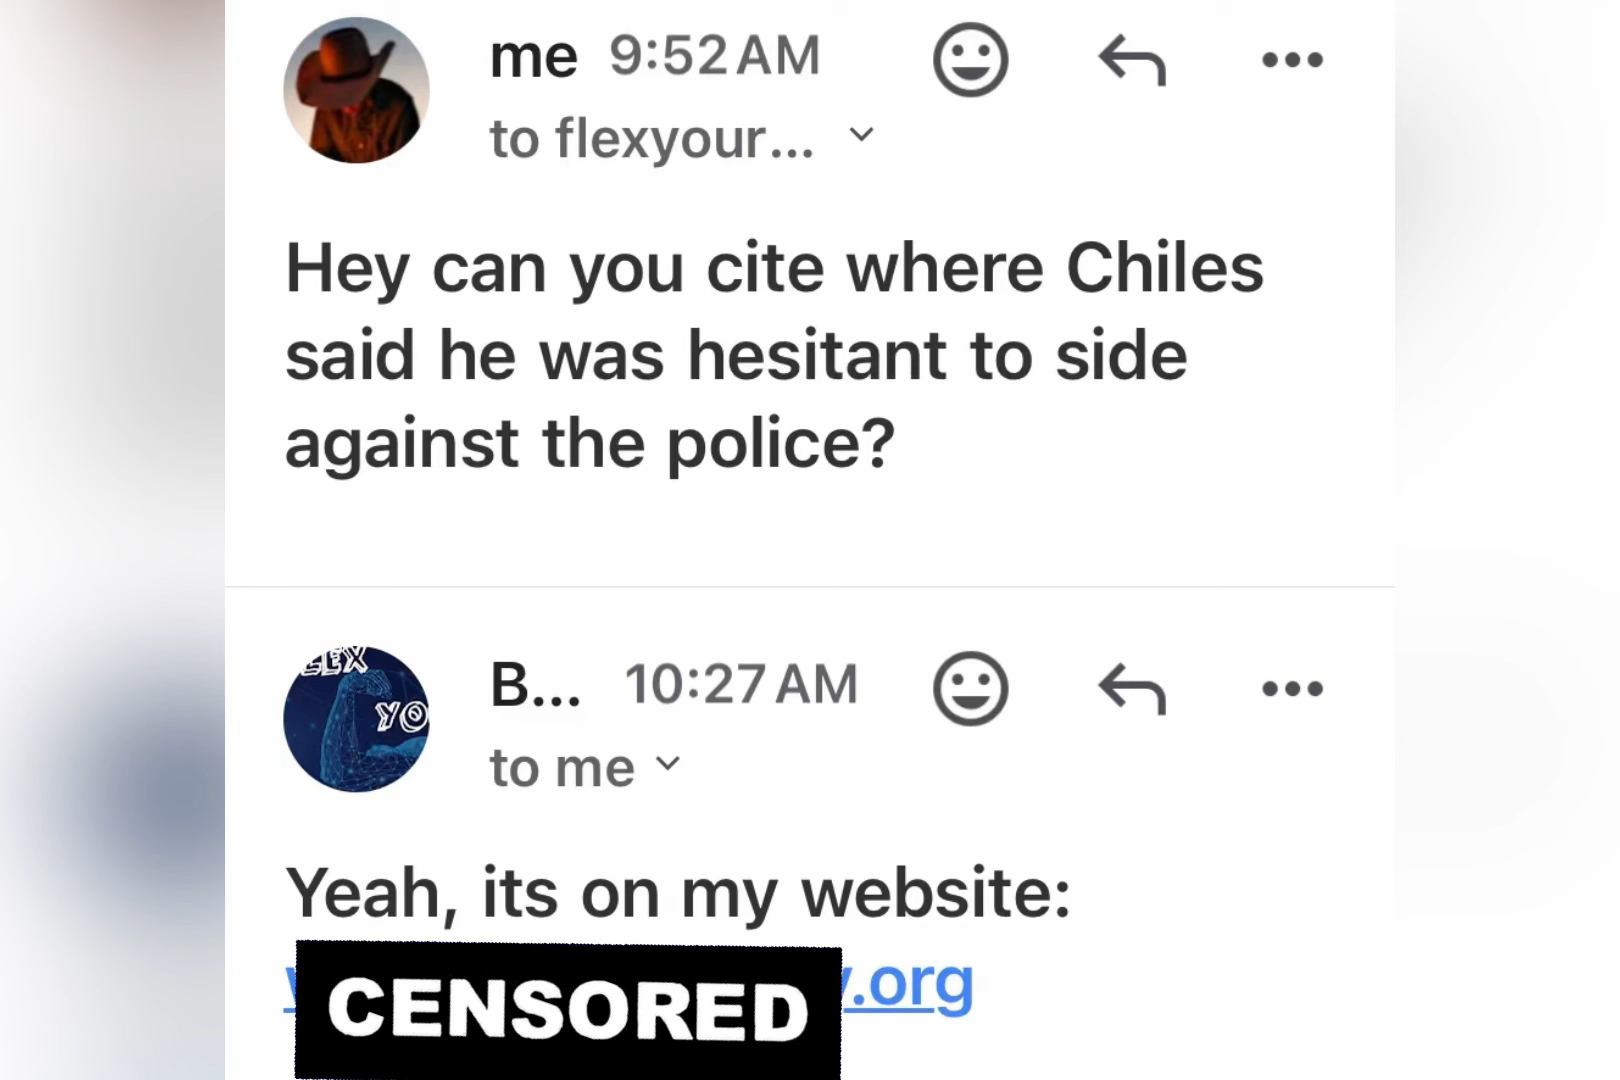 me 9:52 AM
to flexyour...
Hey can you cite where Chiles
said he was hesitant to side
against the police?
B... 10:27 AM
YO
to me
Yeah, its on my website:
CENSORED
.org